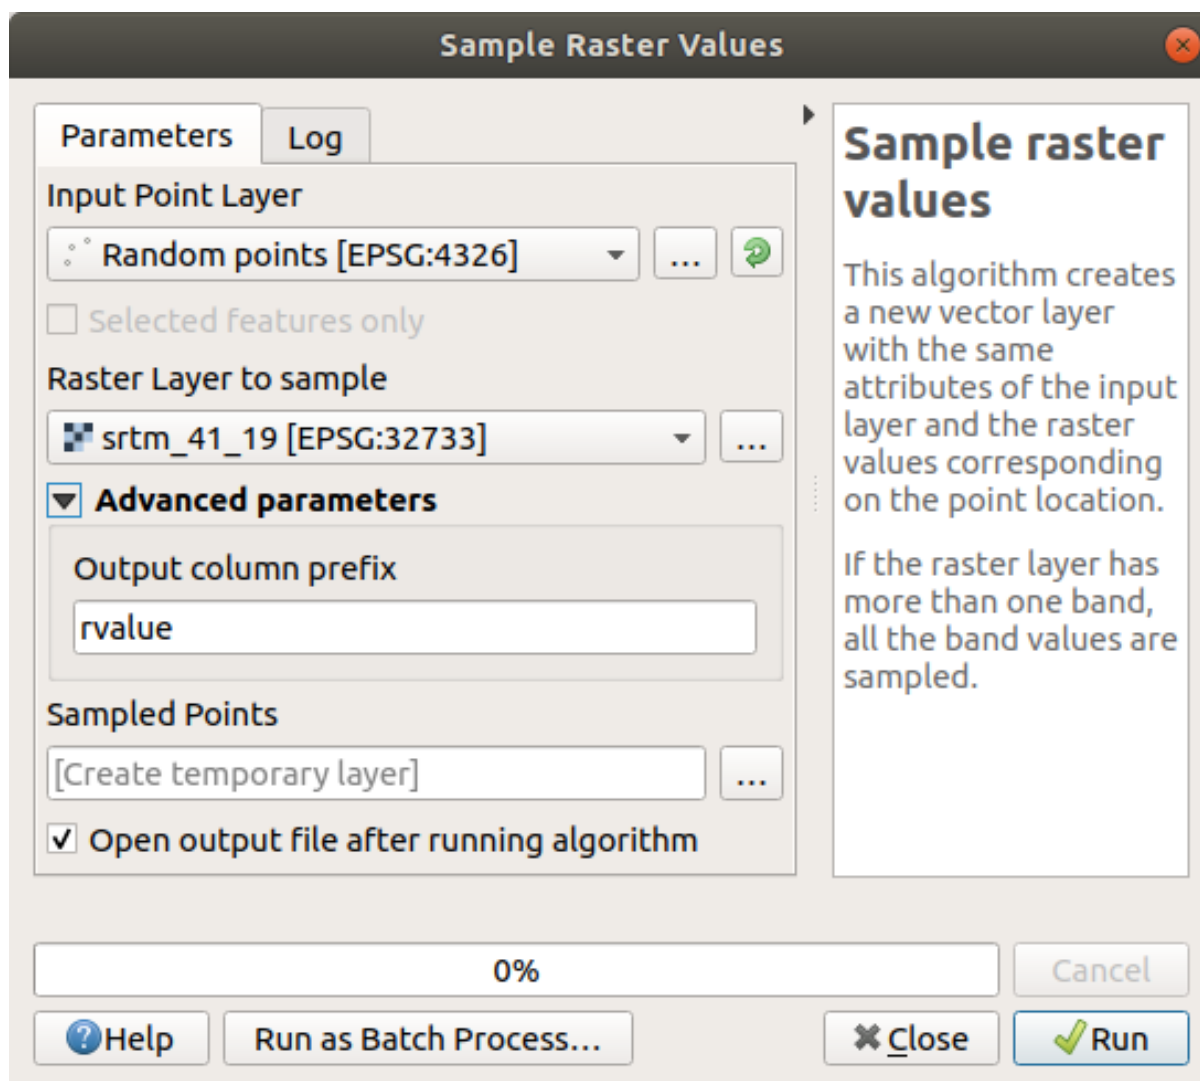 Sample Raster Values
Parameters
Log
Input Point Layer
Random points [EPSG:4326]
...
Selected features only
Raster Layer to sample
srtm_41_19 [EPSG:32733]
...
Advanced parameters
Output column prefix
rvalue
Sampled Points
[Create temporary layer]
...
Open output file after running algorithm
Sample raster
values
This algorithm creates
a new vector layer
with the same
attributes of the input
layer and the raster
values corresponding
on the point location.
If the raster layer has
more than one band,
all the band values are
sampled.
0%
Cancel
Help
Run as Batch Process...
Close
Run